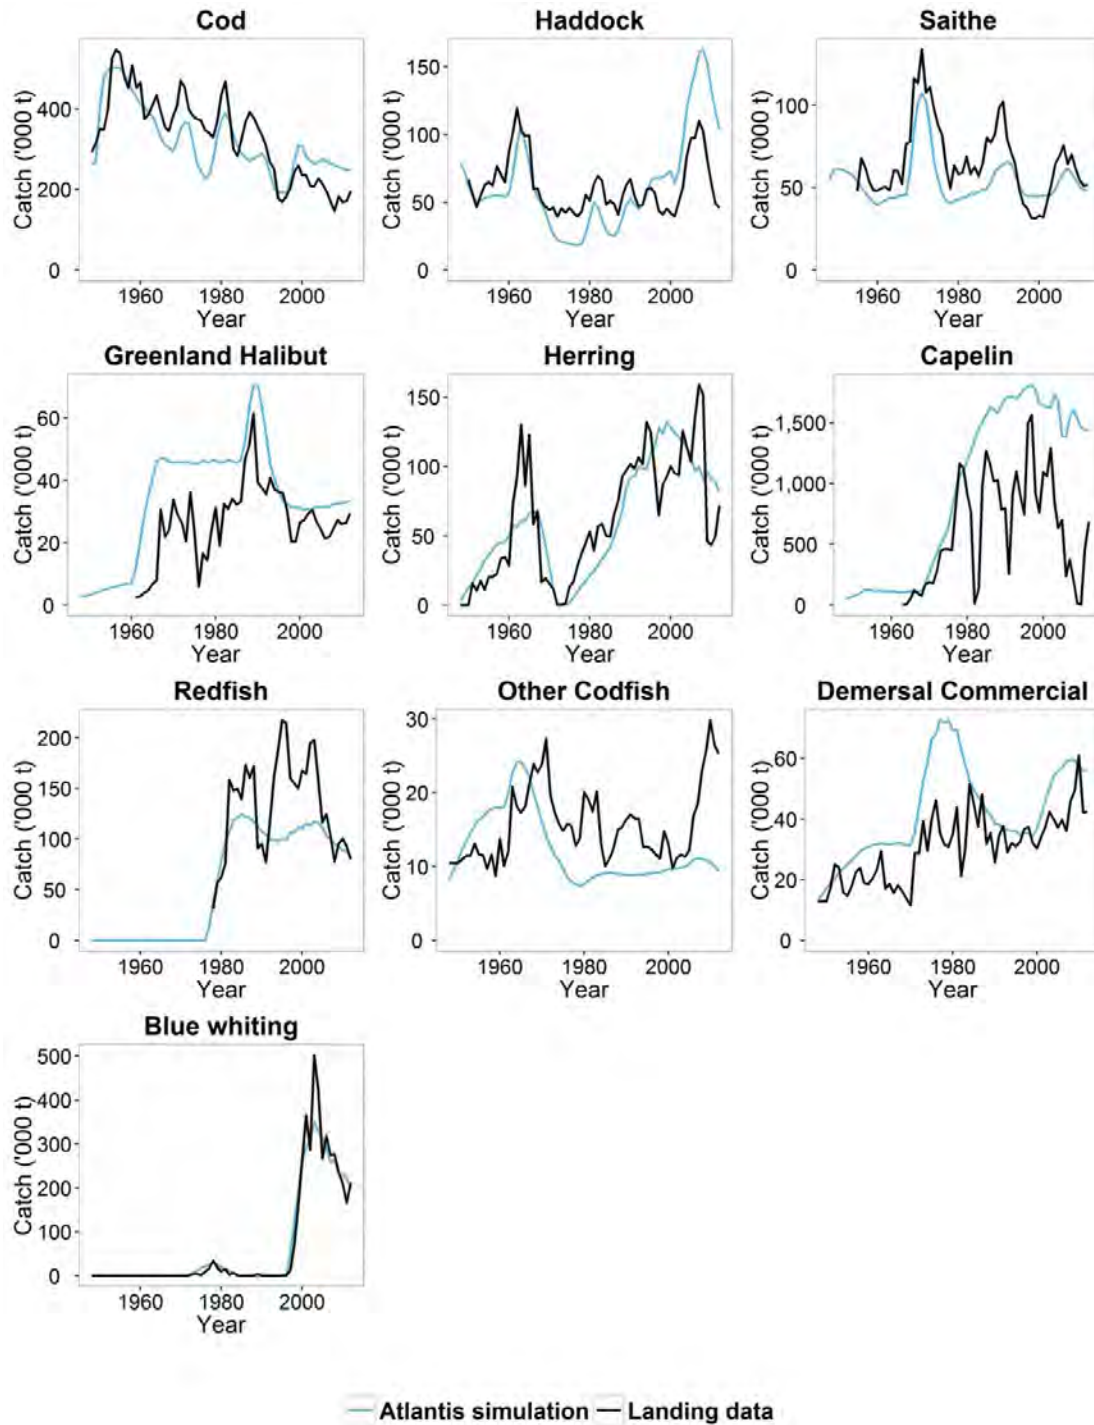 Cod
Catch ('000 t)
400
200
0
1960 1980 2000
Year
Haddock
Catch ('000 t)
150
100
50
0
1960 1980 2000
Year
Saithe
Catch ('000 t)
100
50
0
1960 1980 2000
Year
Greenland Halibut
Catch ('000 t)
60
40
20
0
1960 1980 2000
Year
Herring
Catch ('000 t)
150
100
50
0
1960 1980 2000
Year
Capelin
Catch ('000 t)
1,500
1,000
500
0
1960 1980 2000
Year
Redfish
Catch ('000 t)
200
150
100
50
0
1960 1980 2000
Year
Other Codfish
Catch ('000 t)
30
20
10
0
1960 1980 2000
Year
Demersal Commercial
Catch ('000 t)
60
40
20
0
1960 1980 2000
Year
Blue whiting
Catch ('000 t)
500
400
300
200
100
0
1960 1980 2000
Year
Atlantis simulation Landing data